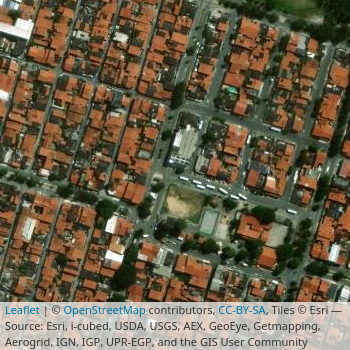 Leaflet | © OpenStreetMap contributors, CC-BY-SA, Tiles © Esri —
Source: Esri, i-cubed, USDA, USGS, AEX, GeoEye, Getmapping,
Aerogrid, IGN, IGP, UPR-EGP, and the GIS User Community